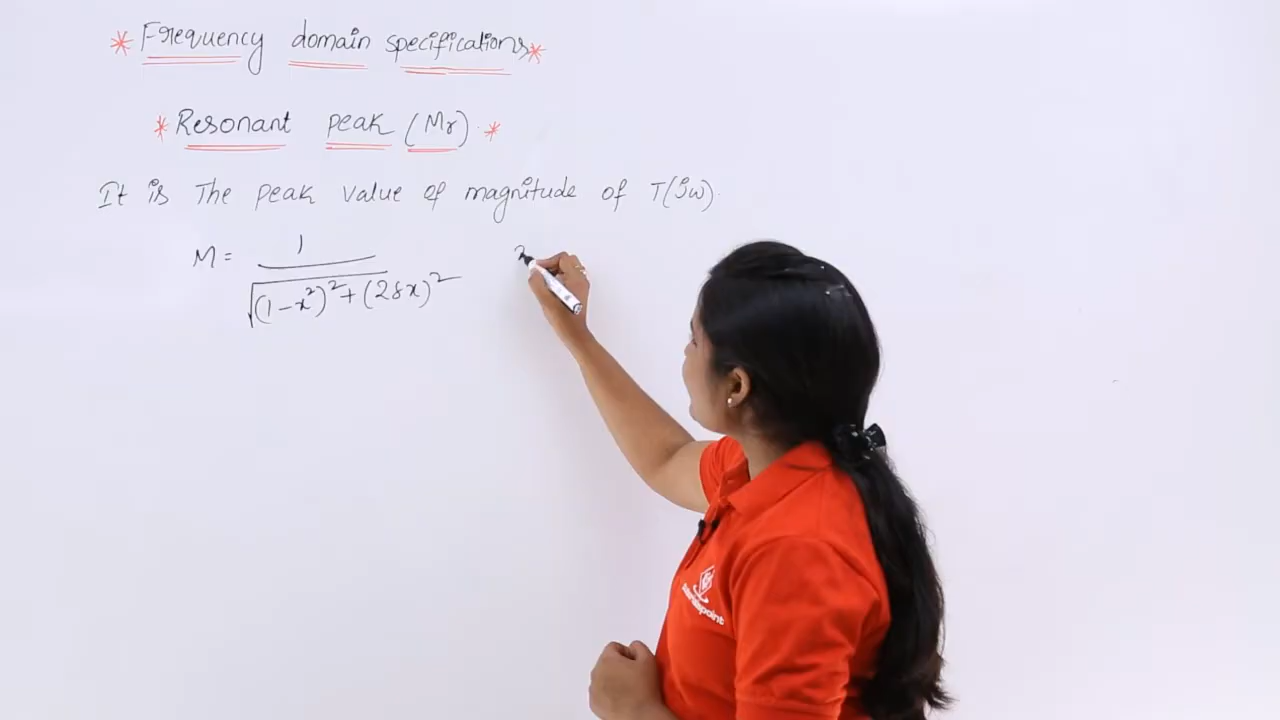 * Frequency domain specifications *
* Resonant peak (Mr) *
It is The peak value of magnitude of T(jω).
M = 1 / √((1-x²)² + (2δx)²)